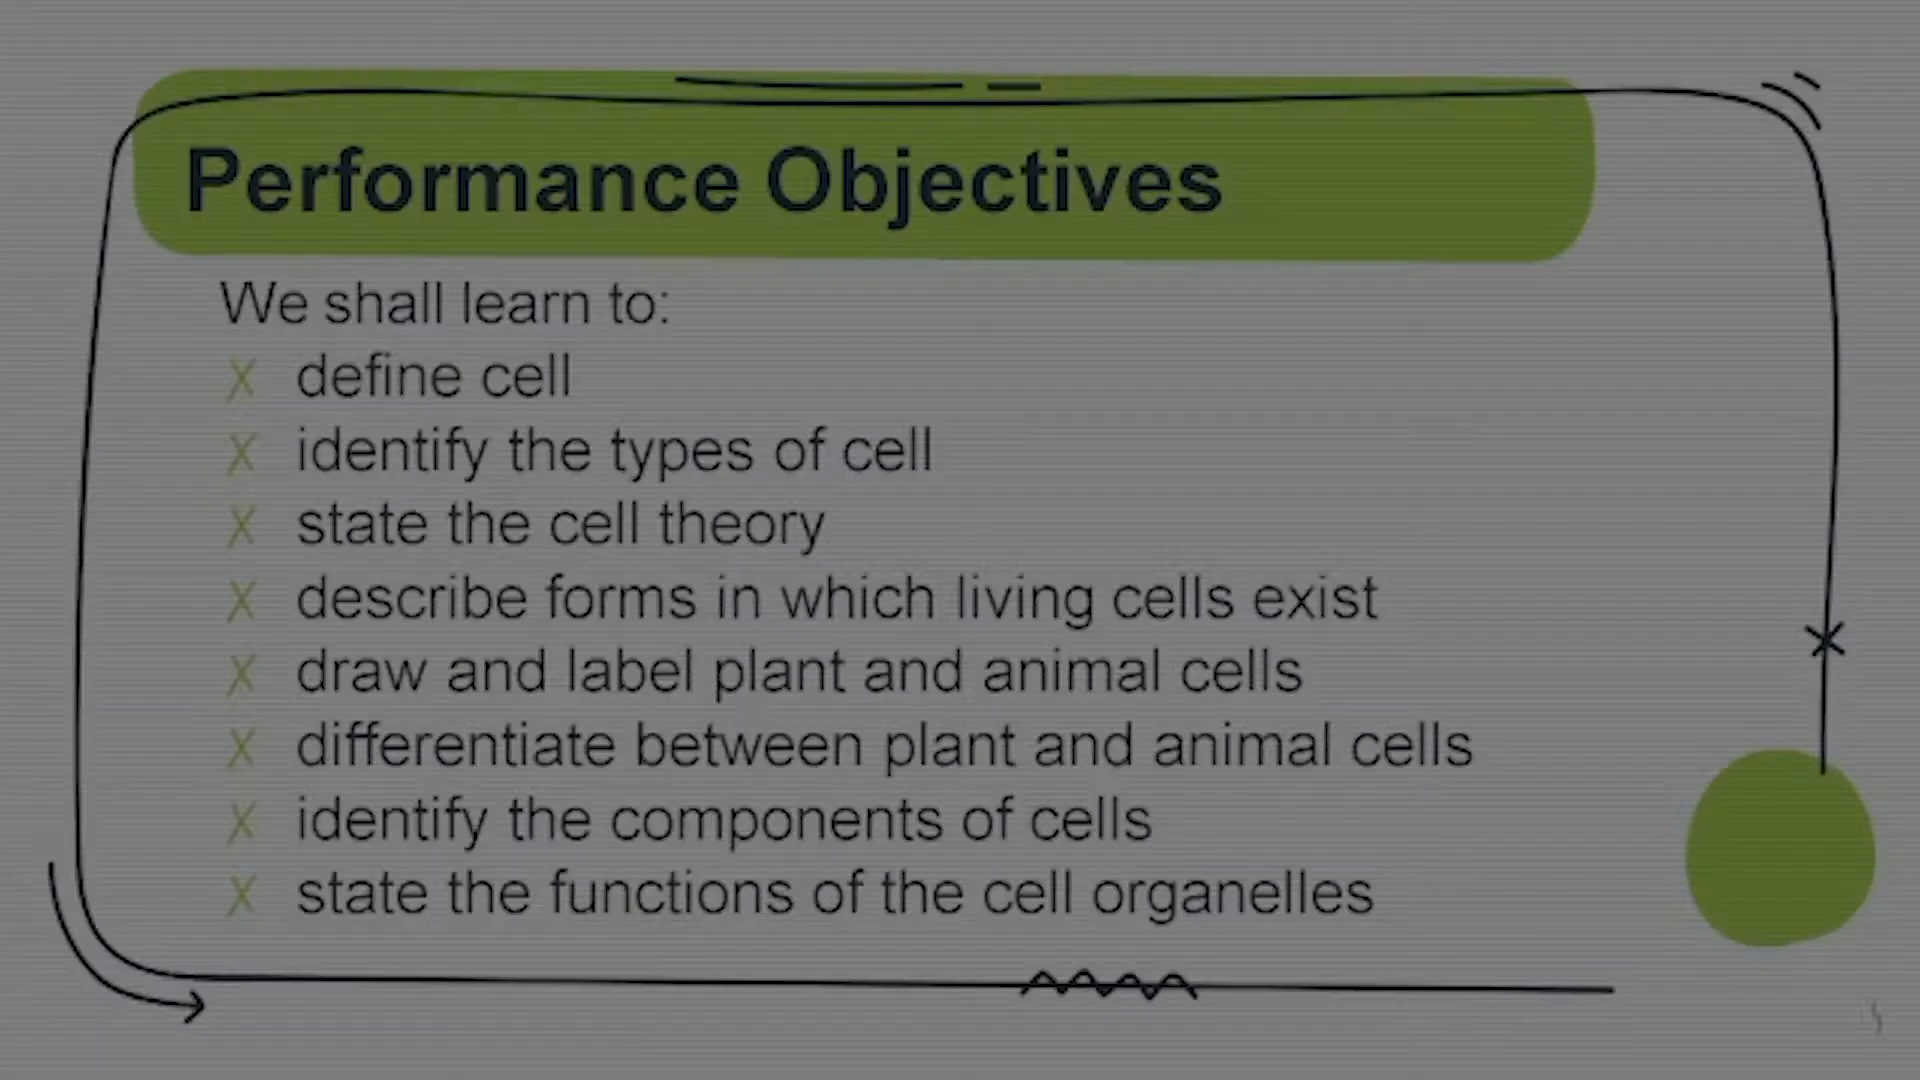 Performance Objectives
We shall learn to:
X define cell
X identify the types of cell
X state the cell theory
X describe forms in which living cells exist
X draw and label plant and animal cells
X differentiate between plant and animal cells
X identify the components of cells
X state the functions of the cell organelles